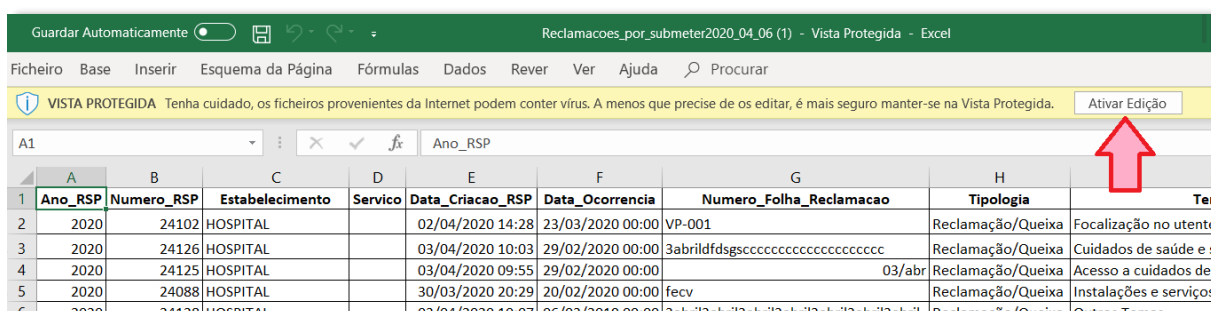 Guardar Automaticamente Reclamacoes_por_submeter2020_04_06 (1) - Vista Protegida - Excel
Ficheiro Base Inserir Esquema da Página Fórmulas Dados Rever Ver Ajuda Procurar
VISTA PROTEGIDA Tenha cuidado, os ficheiros provenientes da Internet podem conter vírus. A menos que precise de os editar, é mais seguro manter-se na Vista Protegida. Ativar Edição
A1 fx Ano_RSP
A B C D E F G H
1 Ano_RSP Numero_RSP Estabelecimento Servico Data_Criacao_RSP Data_Ocorrencia Numero_Folha_Reclamacao Tipologia Te
2 2020 24102 HOSPITAL 02/04/2020 14:28 23/03/2020 00:00 VP-001 Reclamação/Queixa Focalização no utente
3 2020 24126 HOSPITAL 03/04/2020 10:03 29/02/2020 00:00 Reclamação/Queixa Cuidados de saúde e
4 2020 24125 HOSPITAL 03/04/2020 09:55 29/02/2020 00:00 03/abr Reclamação/Queixa Acesso a cuidados de
5 2020 24088 HOSPITAL 30/03/2020 20:29 20/02/2020 00:00 fecv Reclamação/Queixa Instalações e serviços